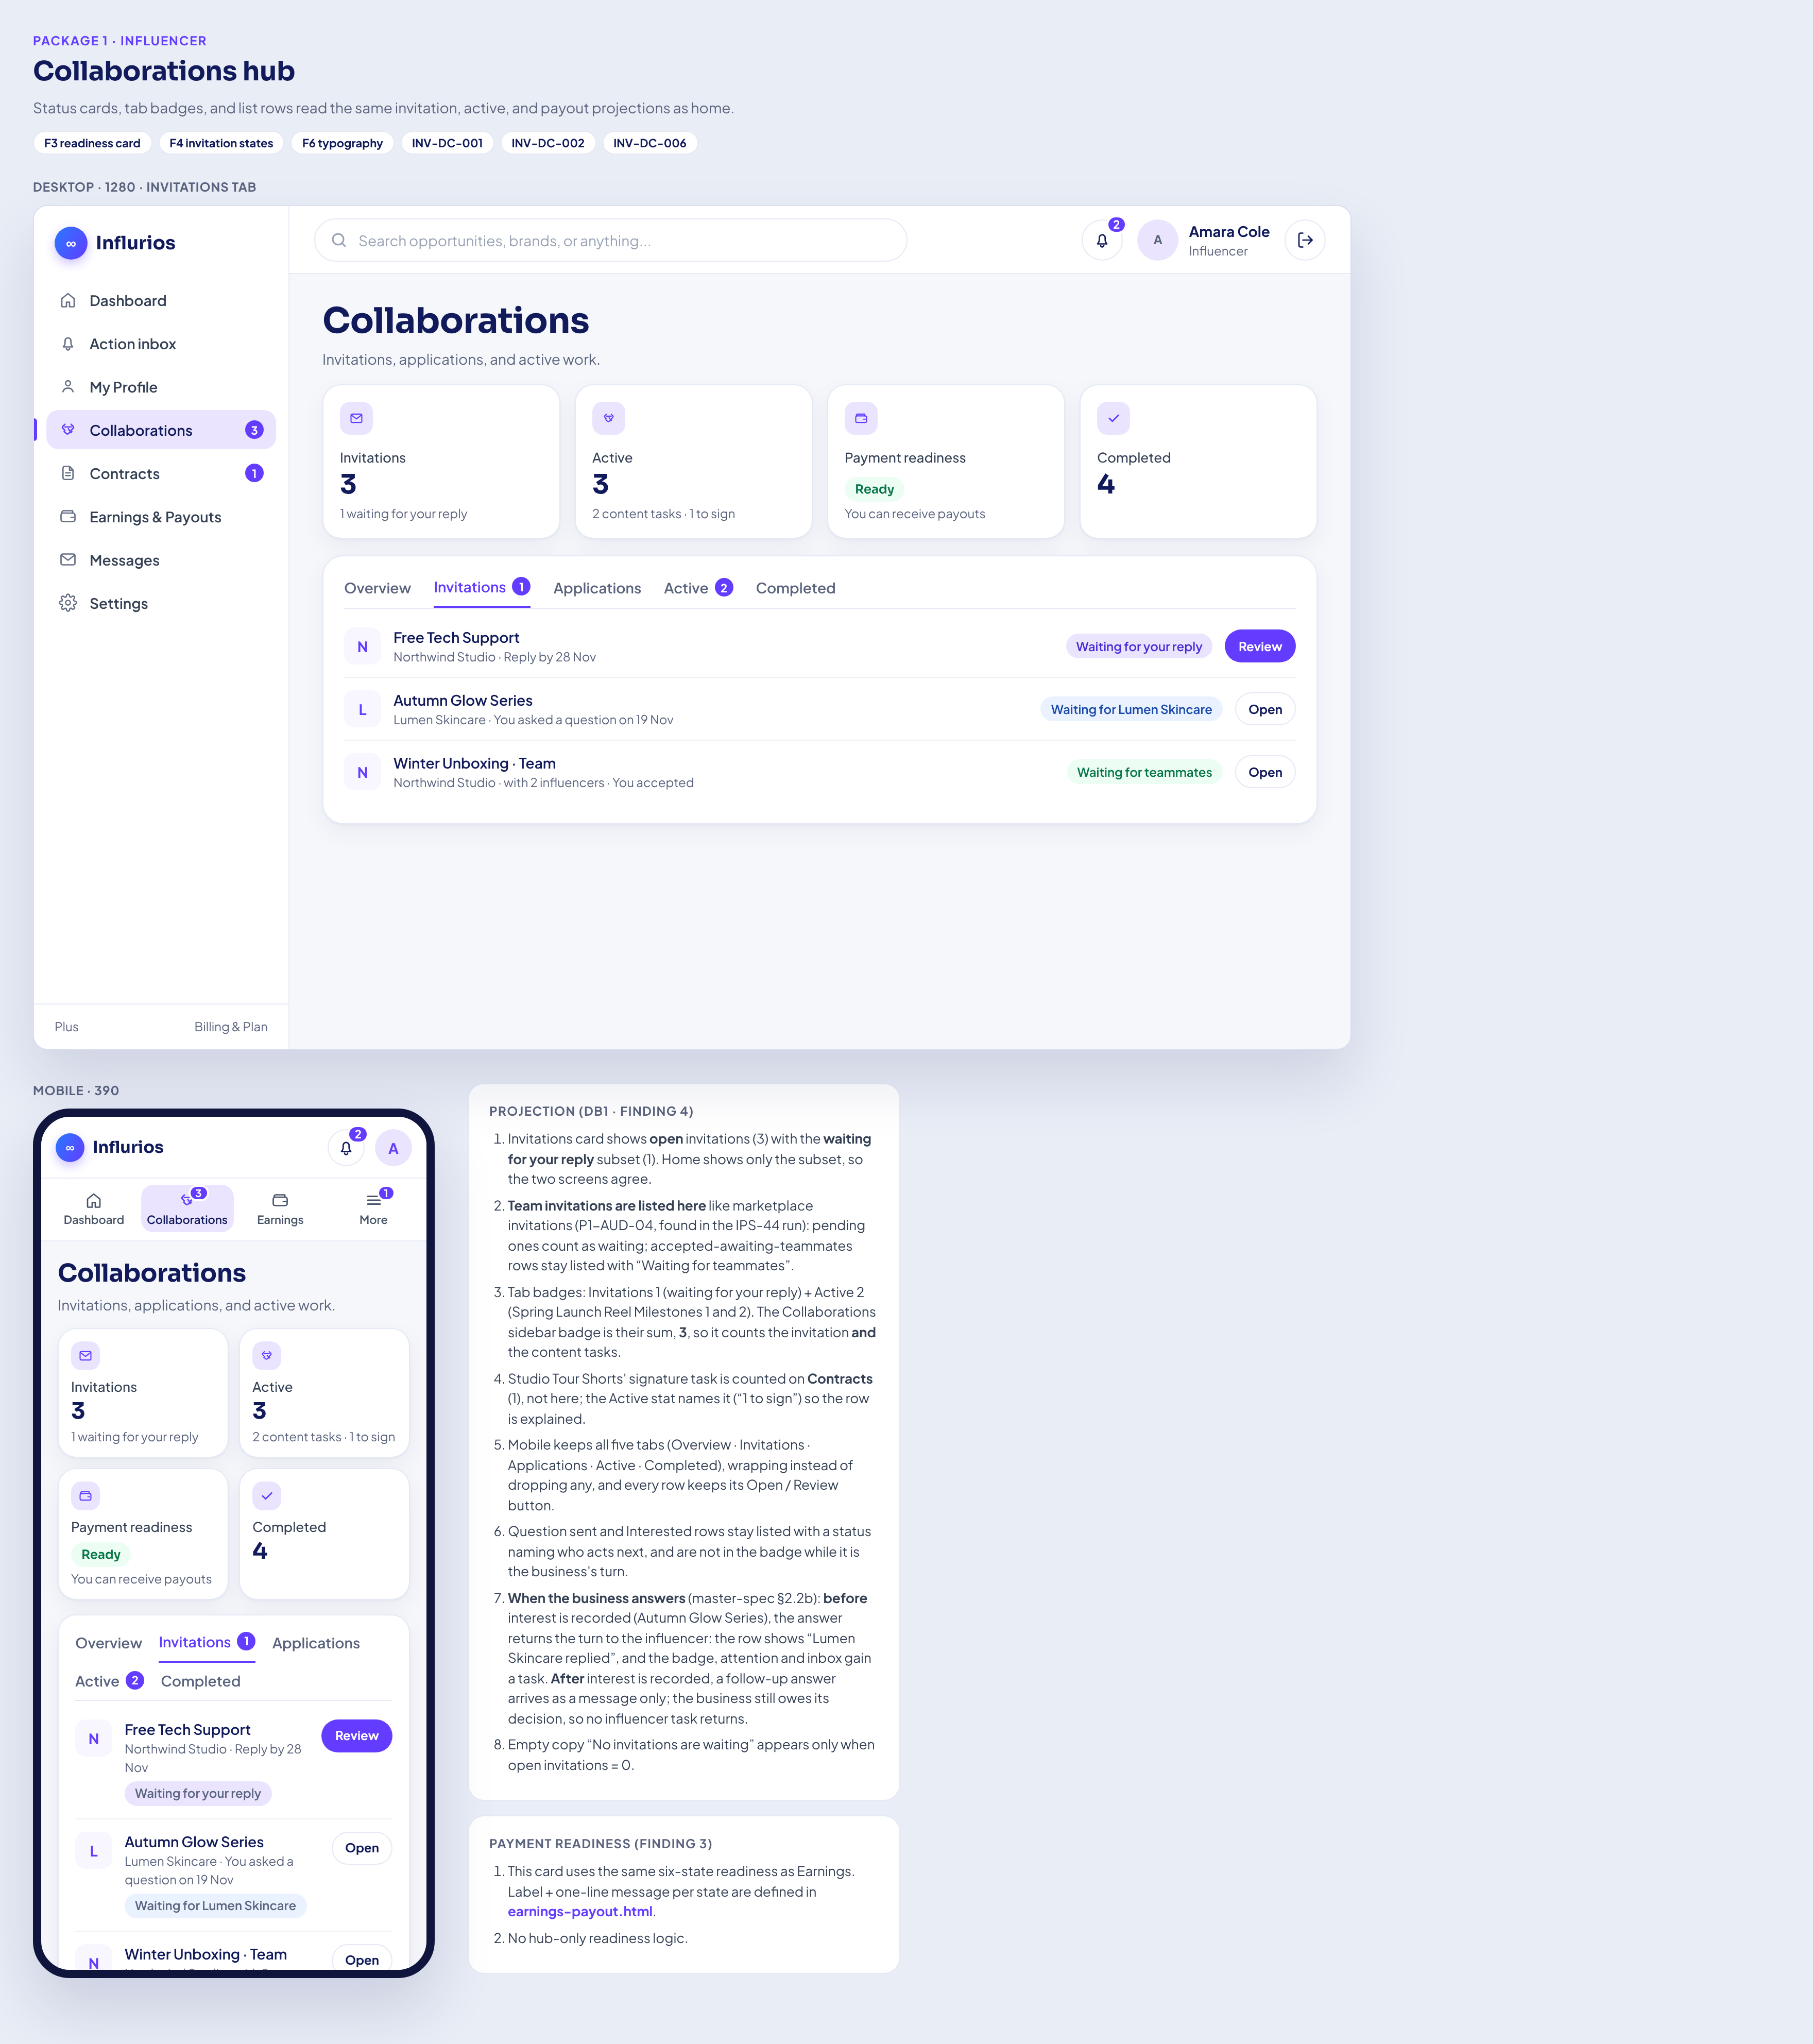 PACKAGE 1 · INFLUENCER
Collaborations hub
Status cards, tab badges, and list rows read the same invitation, active, and payout projections as home.
F3 readiness card
F4 invitation states
F6 typography
INV-DC-001
INV-DC-002
INV-DC-006
DESKTOP · 1280 · INVITATIONS TAB
∞ Influrios
Dashboard
Action inbox
My Profile
Collaborations 3
Contracts 1
Earnings & Payouts
Messages
Settings
Plus
Billing & Plan
Search opportunities, brands, or anything...
2
A
Amara Cole
Influencer
Collaborations
Invitations, applications, and active work.
Invitations
3
1 waiting for your reply
Active
3
2 content tasks · 1 to sign
Payment readiness
Ready
You can receive payouts
Completed
4
Overview
Invitations 1
Applications
Active 2
Completed
N
Free Tech Support
Northwind Studio · Reply by 28 Nov
Waiting for your reply
Review
L
Autumn Glow Series
Lumen Skincare · You asked a question on 19 Nov
Waiting for Lumen Skincare
Open
N
Winter Unboxing · Team
Northwind Studio · with 2 influencers · You accepted
Waiting for teammates
Open
MOBILE · 390
∞ Influrios
2
A
Dashboard
3
Collaborations
Earnings
1
More
Collaborations
Invitations, applications, and active work.
Invitations
3
1 waiting for your reply
Active
3
2 content tasks · 1 to sign
Payment readiness
Ready
You can receive payouts
Completed
4
Overview
Invitations 1
Applications
Active 2
Completed
N
Free Tech Support
Northwind Studio · Reply by 28
Nov
Waiting for your reply
Review
L
Autumn Glow Series
Lumen Skincare · You asked a
question on 19 Nov
Waiting for Lumen Skincare
Open
N
Winter Unboxing · Team
Open
PROJECTION (DB1 · FINDING 4)
1. Invitations card shows open invitations (3) with the waiting
for your reply subset (1). Home shows only the subset, so
the two screens agree.
2. Team invitations are listed here like marketplace
invitations (P1–AUD-04, found in the IPS-44 run): pending
ones count as waiting; accepted-awaiting-teammates
rows stay listed with “Waiting for teammates”.
3. Tab badges: Invitations 1 (waiting for your reply) + Active 2
(Spring Launch Reel Milestones 1 and 2). The Collaborations
sidebar badge is their sum, 3, so it counts the invitation and
the content tasks.
4. Studio Tour Shorts' signature task is counted on Contracts
(1), not here; the Active stat names it (“1 to sign”) so the row
is explained.
5. Mobile keeps all five tabs (Overview · Invitations ·
Applications · Active · Completed), wrapping instead of
dropping any, and every row keeps its Open / Review
button.
6. Question sent and Interested rows stay listed with a status
naming who acts next, and are not in the badge while it is
the business's turn.
7. When the business answers (master-spec §2.2b): before
interest is recorded (Autumn Glow Series), the answer
returns the turn to the influencer: the row shows “Lumen
Skincare replied”, and the badge, attention and inbox gain
a task. After interest is recorded, a follow-up answer
arrives as a message only; the business still owes its
decision, so no influencer task returns.
8. Empty copy “No invitations are waiting” appears only when
open invitations = 0.
PAYMENT READINESS (FINDING 3)
1. This card uses the same six-state readiness as Earnings.
Label + one-line message per state are defined in
earnings-payout.html.
2. No hub-only readiness logic.